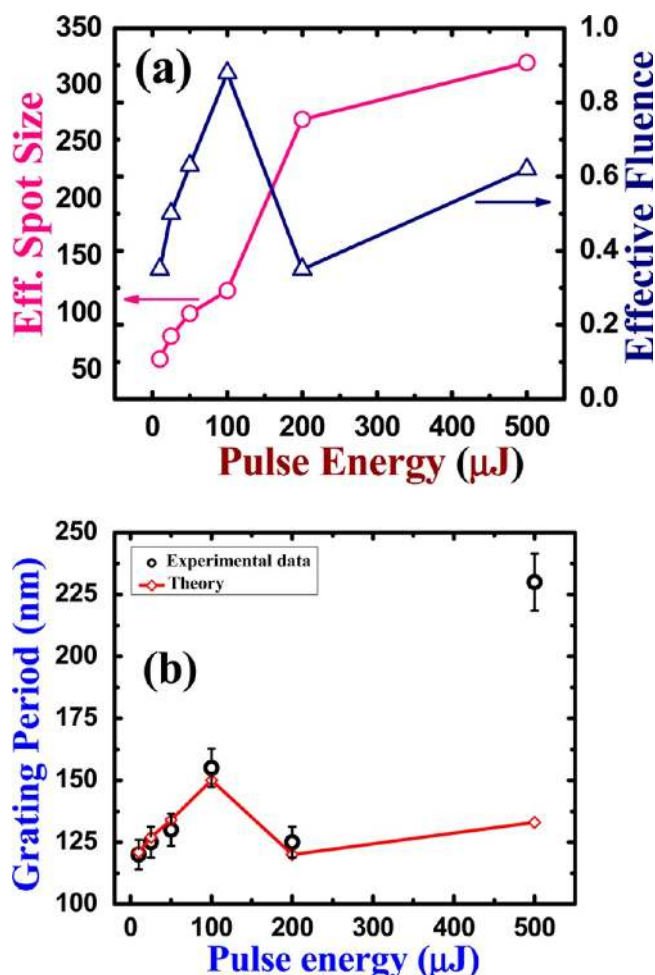 (a)
Eff. Spot Size
350
300
250
200
150
100
50
Effective Fluence
1.0
0.8
0.6
0.4
0.2
0.0
0 100 200 300 400 500
Pulse Energy (μJ)
(b)
Experimental data
Theory
Grating Period (nm)
250
225
200
175
150
125
100
0 100 200 300 400 500
Pulse energy (μJ)